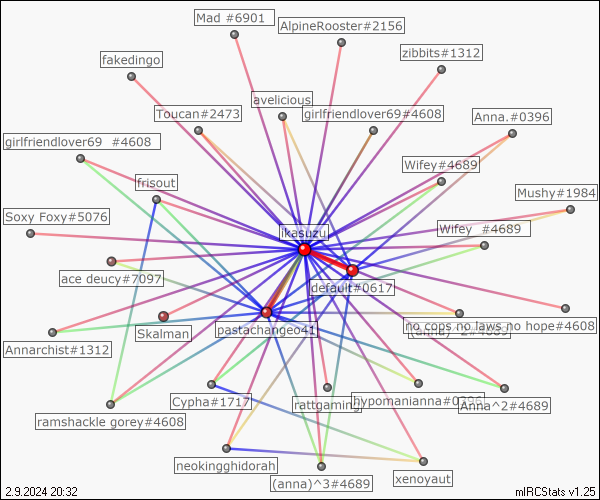 Mad #6901
AlpineRooster#2156
zibbits#1312
fakedingo
avelicious
Toucan#2473
girlfriendlover69#4608
Anna.#0396
girlfriendlover69 #4608
Wifey#4689
frisout
Mushy#1984
Soxy Foxy#5076
ikasuzu
Wifey #4689
ace deucy#7097
default#0617
Skalman
pastachangeo41
no cops no laws no hope#4608
Annarchist#1312
Cypha#1717
rattgaming
hypomanianna#0396
Anna^2#4689
ramshackle gorey#4608
neokingghidorah
(anna)^3#4689
xenoyaut
2.9.2024 20:32
mIRCStats v1.25